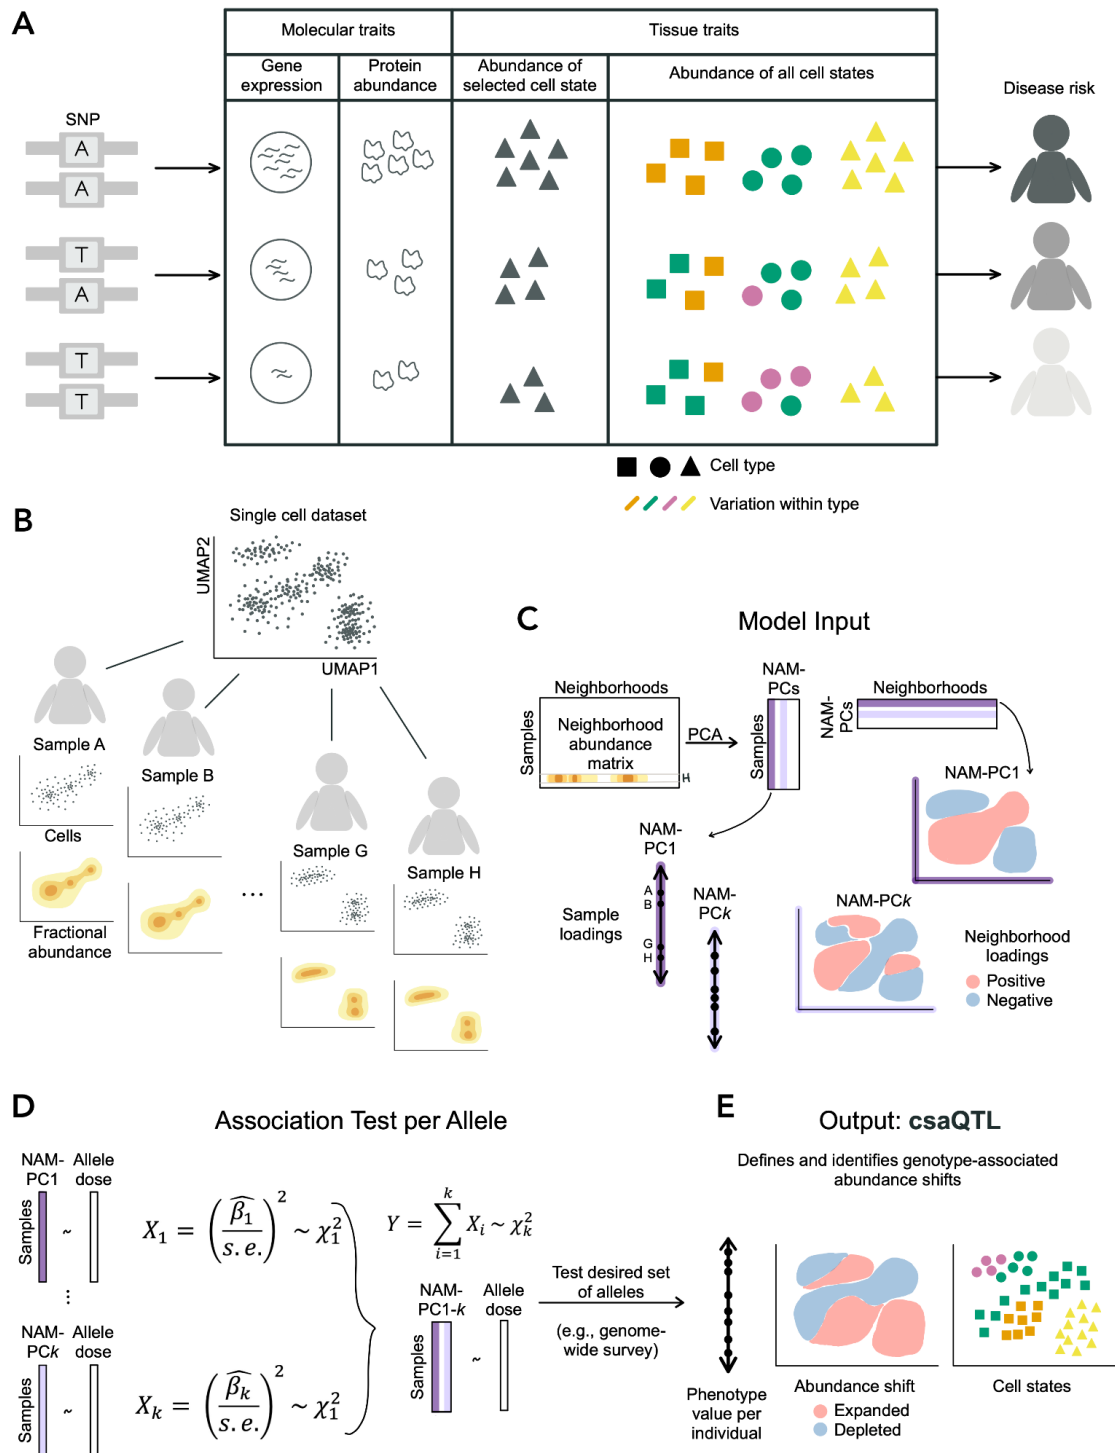 A
Molecular traits
Tissue traits
Gene
expression
Protein
abundance
Abundance of
selected cell state
Abundance of all cell states
Disease risk
SNP
A
A
T
A
T
T
Cell type
Variation within type
B
Single cell dataset
UMAP2
UMAP1
Sample A
Sample B
Sample G
Sample H
Cells
Fractional
abundance
...
C
Model Input
Neighborhoods
Samples
Neighborhood
abundance
matrix
H
PCA
NAM-
PCs
Samples
Neighborhoods
NAM-
PCs
NAM-PC1
NAM-
PC1
A
B
G
H
Sample
loadings
NAM-
PCk
NAM-PCk
Neighborhood
loadings
Positive
Negative
D
Association Test per Allele
NAM-
PC1
Allele
dose
Samples
~
X₁ = (β̂₁ / s.e.)² ~ χ₁²
⋮
NAM-
PCk
Allele
dose
Samples
~
Xₖ = (β̂ₖ / s.e.)² ~ χ₁²
Y = ∑ᵢ₌₁ᵏ Xᵢ ~ χₖ²
NAM-
PC1-k
Allele
dose
Samples
~
Test desired set
of alleles
(e.g., genome-
wide survey)
E
Output: csaQTL
Defines and identifies genotype-associated
abundance shifts
Phenotype
value per
individual
Abundance shift
Expanded
Depleted
Cell states